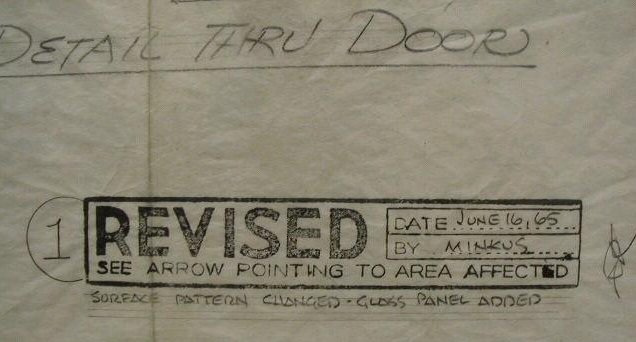 DETAIL THRU DOOR
1 REVISED
DATE JUNE 16, 65
BY MINKUS
SEE ARROW POINTING TO AREA AFFECTED
SURFACE PATTERN CHANGED - GLASS PANEL ADDED